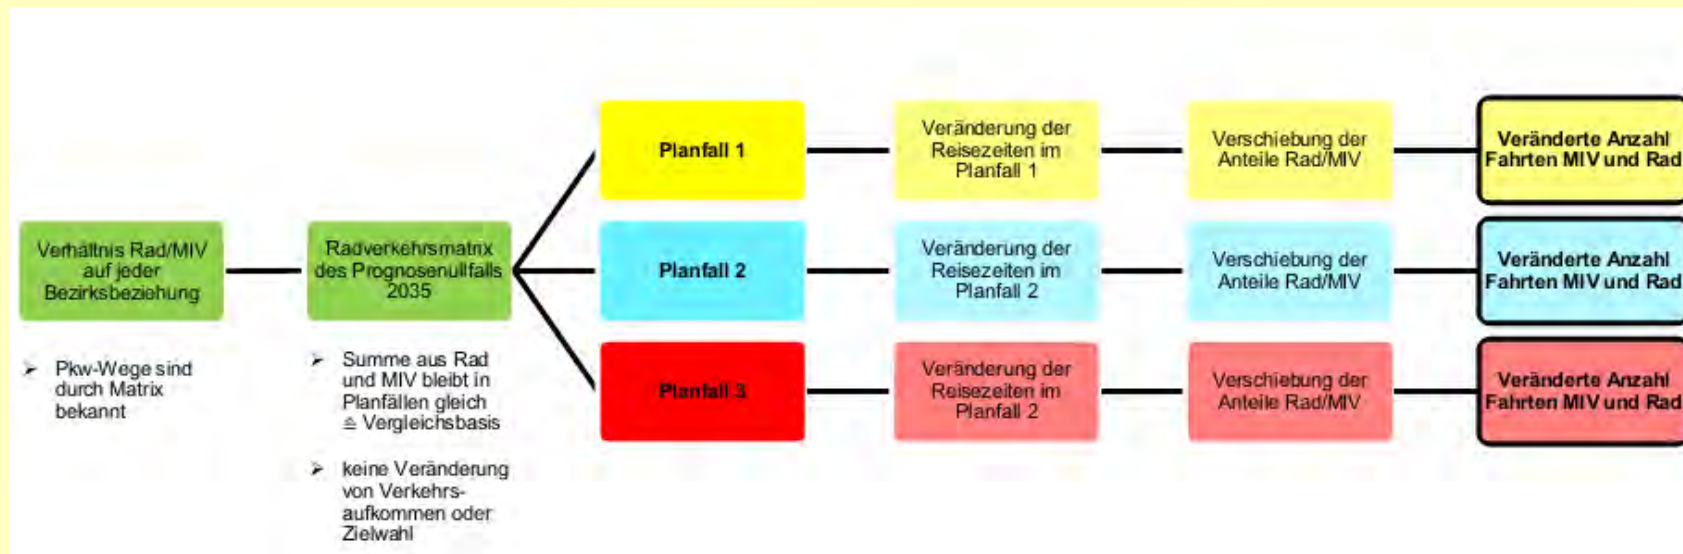 Verhältnis Rad/MIV
auf jeder
Bezirksbeziehung
➢ Pkw-Wege sind
durch Matrix
bekannt
Radverkehrsmatrix
des Prognosenullfalls
2035
➢ Summe aus Rad
und MIV bleibt in
Planfällen gleich
≙ Vergleichsbasis
➢ keine Veränderung
von Verkehrs-
aufkommen oder
Zielwahl
Planfall 1
Veränderung der
Reisezeiten im
Planfall 1
Verschiebung der
Anteile Rad/MIV
Veränderte Anzahl
Fahrten MIV und Rad
Planfall 2
Veränderung der
Reisezeiten im
Planfall 2
Verschiebung der
Anteile Rad/MIV
Veränderte Anzahl
Fahrten MIV und Rad
Planfall 3
Veränderung der
Reisezeiten im
Planfall 2
Verschiebung der
Anteile Rad/MIV
Veränderte Anzahl
Fahrten MIV und Rad